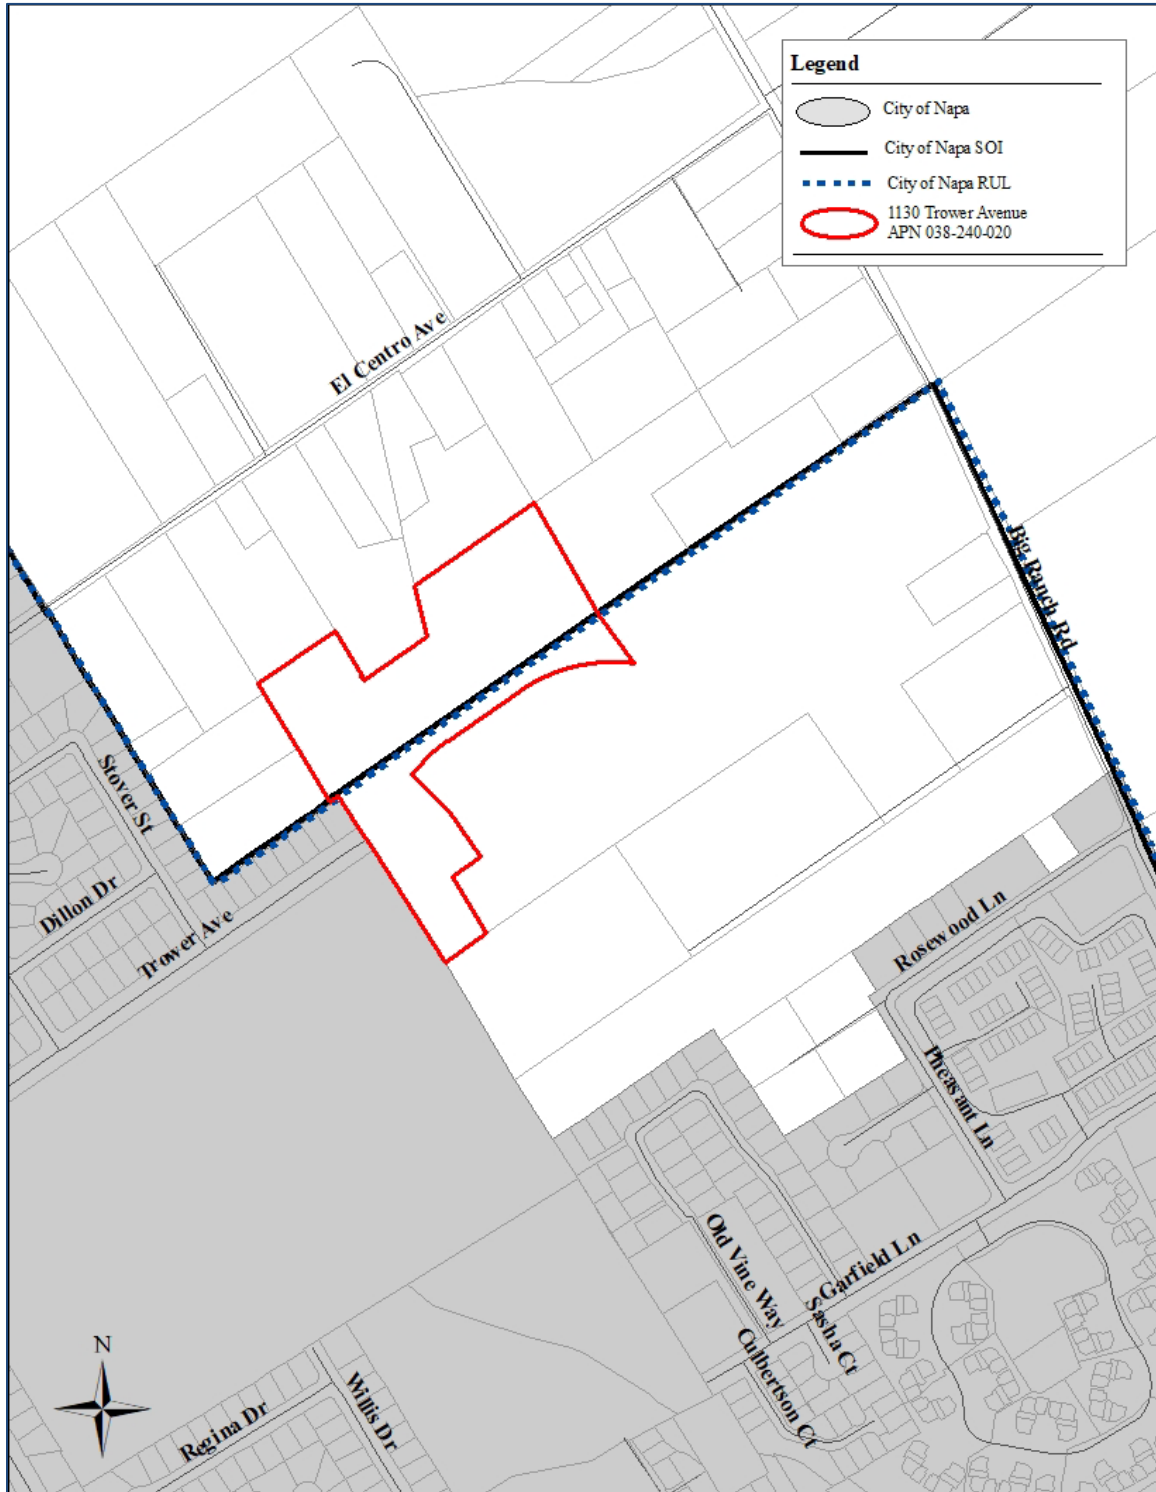 Legend
City of Napa
City of Napa SOI
City of Napa RUL
1130 Trower Avenue
APN 038-240-020
El Centro Ave
Big Ranch Rd
Stover St
Dillon Dr
Trower Ave
Rosewood Ln
Pheasant Ln
Old Vine Way
Garfield Ln
Sasha Ct
Culbertson Ct
N
Willis Dr
Regina Dr